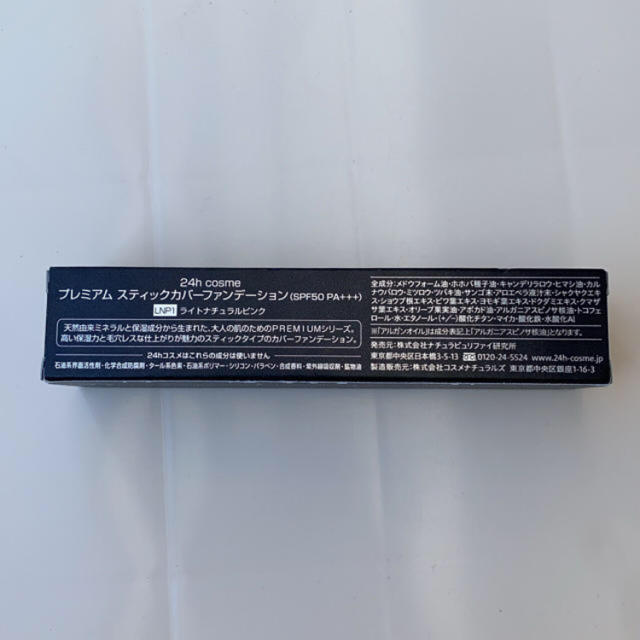 24h cosme
プレミアム スティックカバーファンデーション(SPF50 PA+++)
LNP1 ライトナチュラルピンク
天然由来ミネラルと保湿成分から生まれた、大人の肌のためのPREMIUMシリーズ。
高い保湿力と毛穴レスな仕上がりが魅力のスティックタイプのカバーファンデーション。
24hコスメはこれらの成分は使いません
石油系界面活性剤・化学合成防腐剤・タール系色素・石油系ポリマー・シリコン・パラベン・合成香料・紫外線吸収剤・鉱物油
全成分:メドウフォーム油・ホホバ種子油・キャンデリラロウ・ヒマシ油・カル
ナウバロウ・ミツロウ・ツバキ油・サンゴ末・アロエベラ液汁末・シャクヤクエキ
ス・ショウブ根エキス・ビワ葉エキス・ヨモギ葉エキス・ドクダミエキス・クマザ
サ葉エキス・オリーブ果実油・アボカド油・アルガニアスピノサ核油・トコフェ
ロール・水・エタノール・(+/-)酸化チタン・マイカ・酸化鉄・水酸化Al
※「アルガンオイル」は成分表記上「アルガニアスピノサ核油」となります。
発売元:株式会社ナチュラピュリファイ研究所
東京都中央区日本橋3-5-13 0120-24-5524 www.24h-cosme.jp
製造販売元:株式会社コスメナチュラルズ 東京都中央区銀座1-16-3